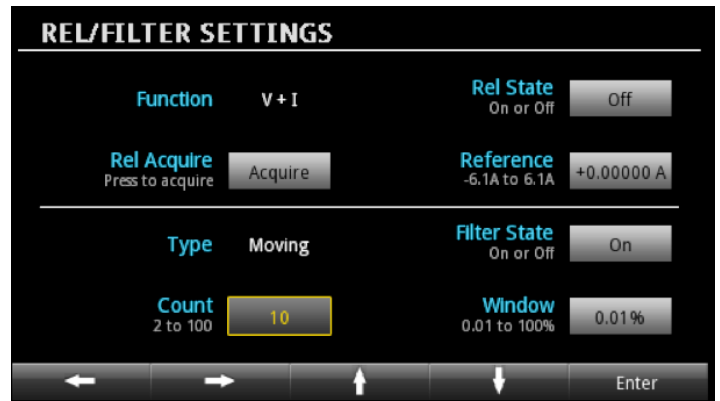 REL/FILTER SETTINGS
Function V + I
Rel State Off
On or Off
Rel Acquire Acquire
Press to acquire
Reference +0.00000 A
-6.1A to 6.1A
Type Moving
Filter State On
On or Off
Count 10
2 to 100
Window 0.01%
0.01 to 100%
Enter